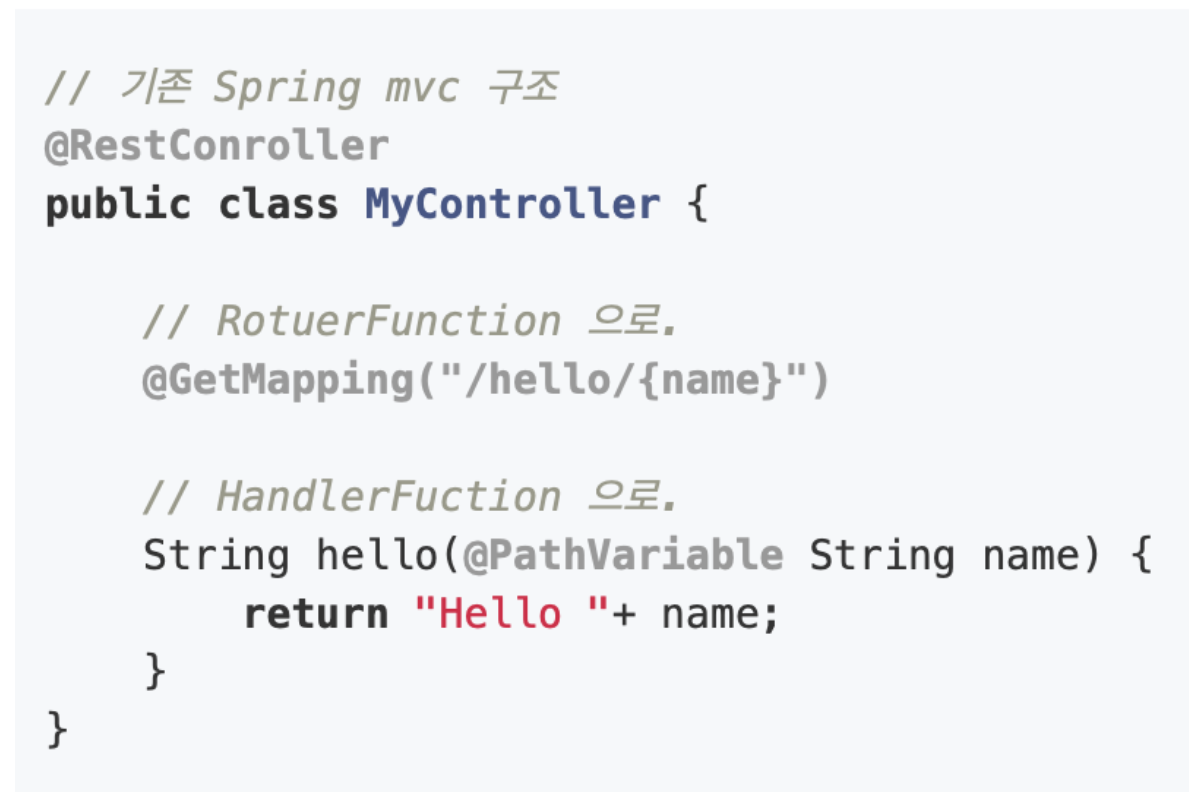 // 기존 Spring mvc 구조
@RestConroller
public class MyController {
// RotuerFunction 으로.
@GetMapping("/hello/{name}")
// HandlerFuction 으로.
String hello(@PathVariable String name) {
return "Hello "+ name;
}
}